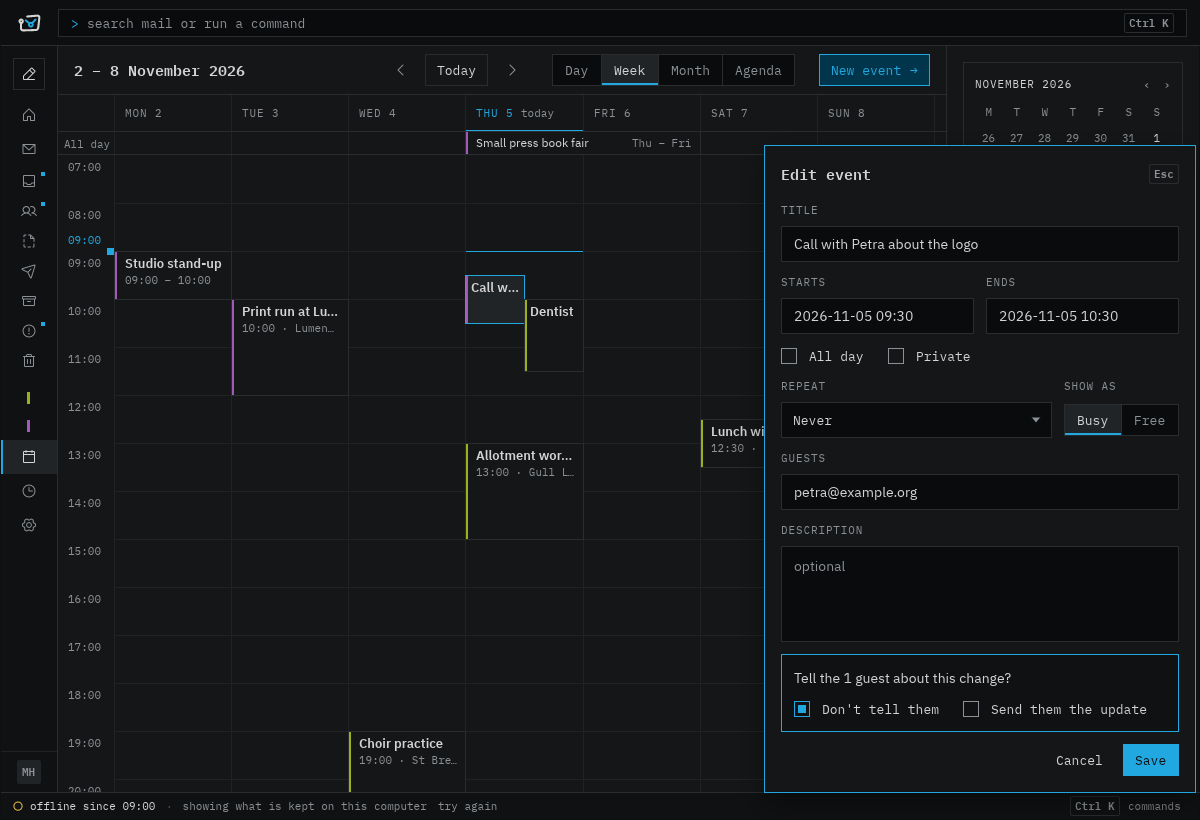 > search mail or run a command Ctrl K
2 – 8 November 2026
Today
Day Week Month Agenda
New event →
NOVEMBER 2026 ‹ ›
M T W T F S S
26 27 28 29 30 31 1
MON 2 TUE 3 WED 4 THU 5 today FRI 6 SAT 7 SUN 8
All day
Small press book fair Thu – Fri
07:00
08:00
09:00
09:00
10:00
11:00
12:00
13:00
14:00
15:00
16:00
17:00
18:00
19:00
20:00
Studio stand-up
09:00 – 10:00
Print run at Lu…
10:00 · Lumen…
Choir practice
19:00 · St Bre…
Call w…
Dentist
Allotment wor…
13:00 · Gull L…
Lunch wi
12:30 ·
Edit event Esc
TITLE
Call with Petra about the logo
STARTS ENDS
2026-11-05 09:30 2026-11-05 10:30
All day Private
REPEAT SHOW AS
Never Busy Free
GUESTS
petra@example.org
DESCRIPTION
optional
Tell the 1 guest about this change?
Don't tell them Send them the update
Cancel Save
MH
offline since 09:00 · showing what is kept on this computer try again
Ctrl K commands